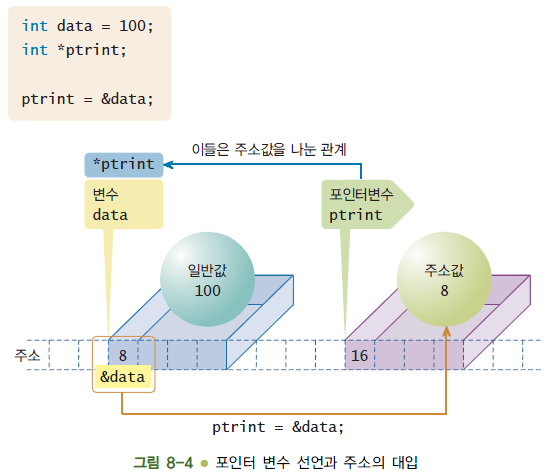 int data = 100;
int *ptrint;
ptrint = &data;
이들은 주소값을 나눈 관계
*ptrint
변수
data
포인터변수
ptrint
일반값
100
주소값
8
주소
8
16
&data
ptrint = &data;
그림 8-4 ● 포인터 변수 선언과 주소의 대입